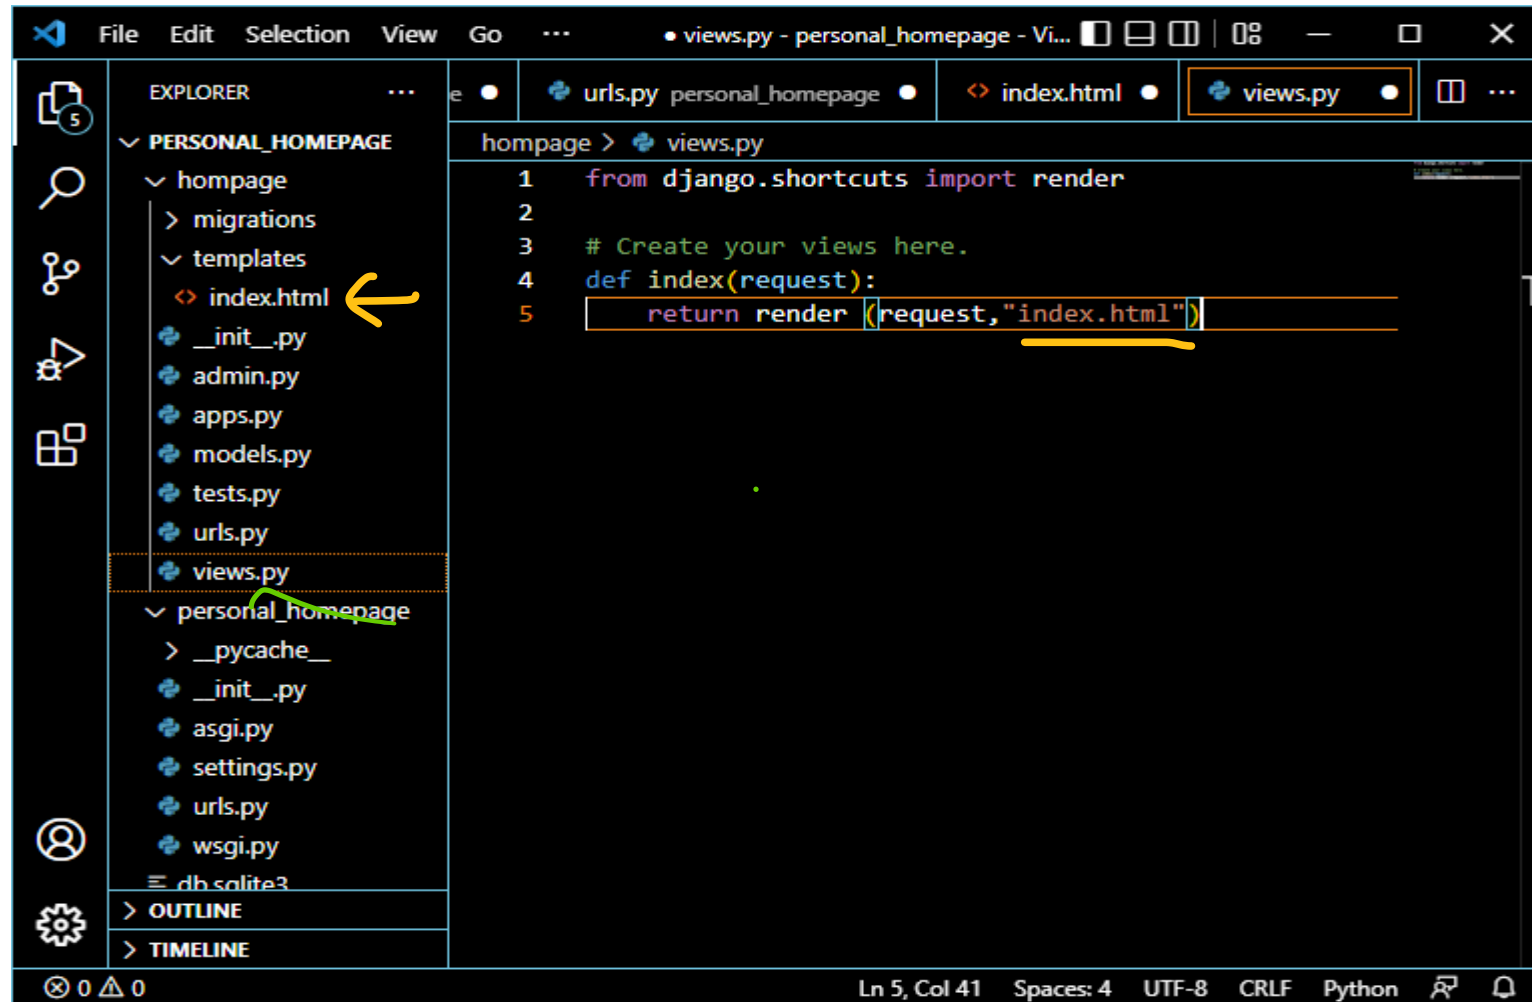 File Edit Selection View Go ··· ● views.py - personal_homepage - Vi...
EXPLORER ···
e ● urls.py personal_homepage ● <> index.html ● views.py ● ···
PERSONAL_HOMEPAGE
hompage > views.py
5
hompage
migrations
templates
<> index.html
__init__.py
admin.py
apps.py
models.py
tests.py
urls.py
views.py
personal_homepage
__pycache__
__init__.py
asgi.py
settings.py
urls.py
wsgi.py
db.sqlite3
OUTLINE
TIMELINE
1 from django.shortcuts import render
2
3 # Create your views here.
4 def index(request):
5 return render (request,"index.html")
0 0 Ln 5, Col 41 Spaces: 4 UTF-8 CRLF Python